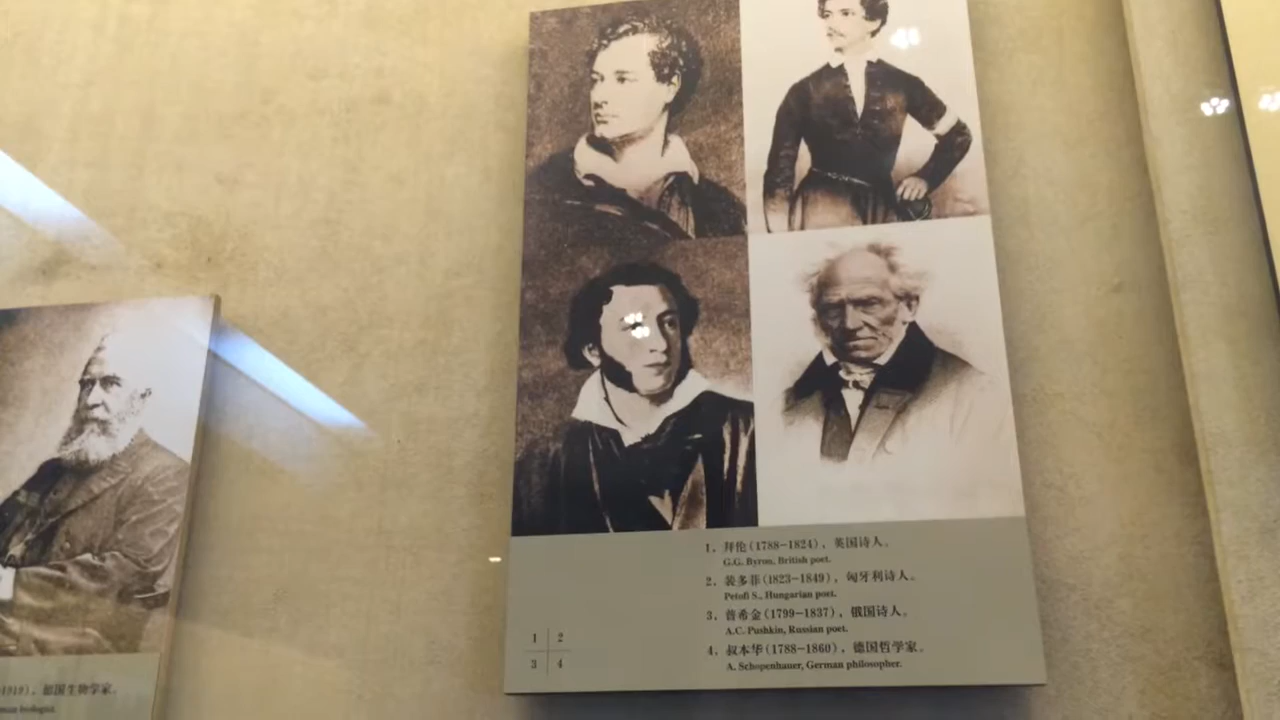 1，拜伦（1788—1824），英国诗人。
G.G. Byron, British poet.
2，裴多菲（1823—1849），匈牙利诗人。
Petofi S., Hungarian poet.
3，普希金（1799—1837），俄国诗人。
A.C. Pushkin, Russian poet.
4，叔本华（1788—1860），德国哲学家。
A. Schopenhauer, German philosopher.
1 2
3 4
1919），德国生物学家。
biologist.